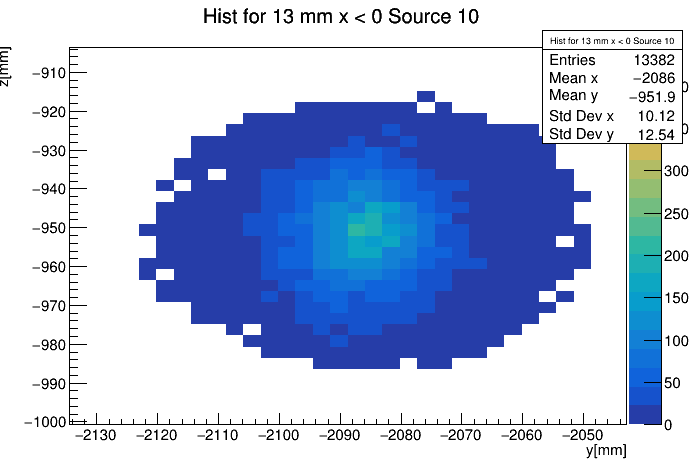 Hist for 13 mm x < 0 Source 10
z[mm]
Hist for 13 mm x < 0 Source 10
Entries 13382
Mean x −2086
Mean y −951.9
Std Dev x 10.12
Std Dev y 12.54
−910
−920
−930
−940
−950
−960
−970
−980
−990
−1000
−2130 −2120 −2110 −2100 −2090 −2080 −2070 −2060 −2050
y[mm]
300
250
200
150
100
50
0